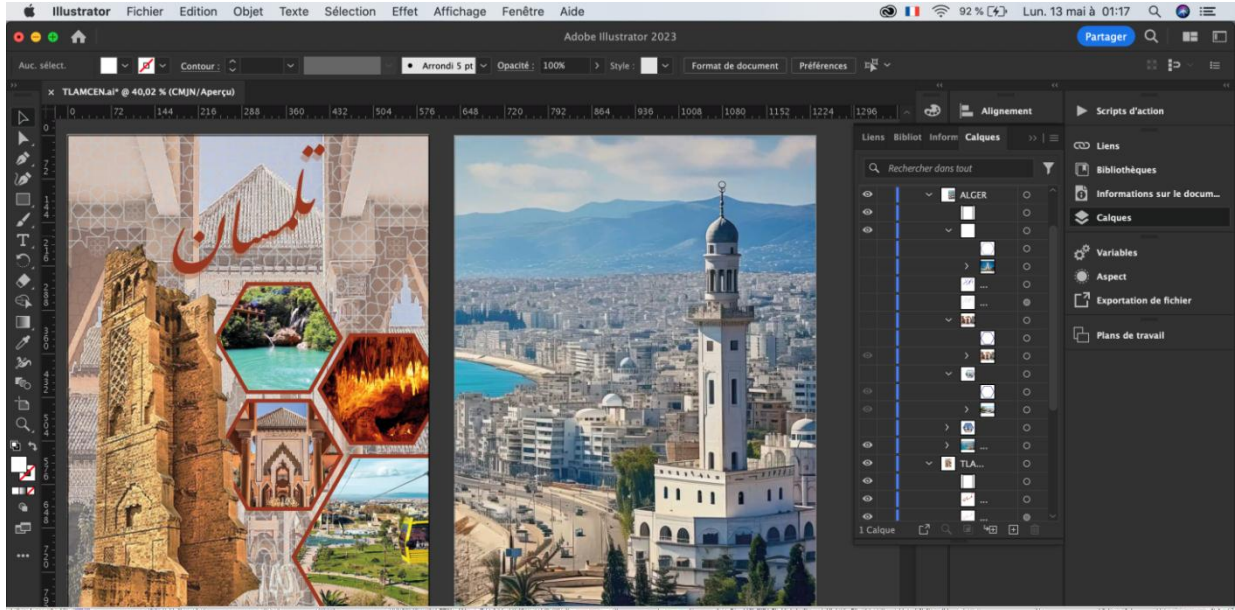 Illustrator Fichier Edition Objet Texte Sélection Effet Affichage Fenêtre Aide 92 % Lun. 13 mai à 01:17
Adobe Illustrator 2023 Partager
Auc. sélect. Contour : Arrondi 5 pt Opacité : 100% Style : Format de document Préférences
× TLAMCEN.ai* @ 40,02 % (CMJN/Aperçu)
0 72 144 216 288 360 432 504 576 648 720 792 864 936 1008 1080 1152 1224 1296
Alignement
Scripts d'action
Liens Bibliot Inform Calques
Liens
Rechercher dans tout
Bibliothèques
Informations sur le docum...
ALGER
Calques
Variables
Aspect
Exportation de fichier
Plans de travail
TLA...
1 Calque
تلمسان